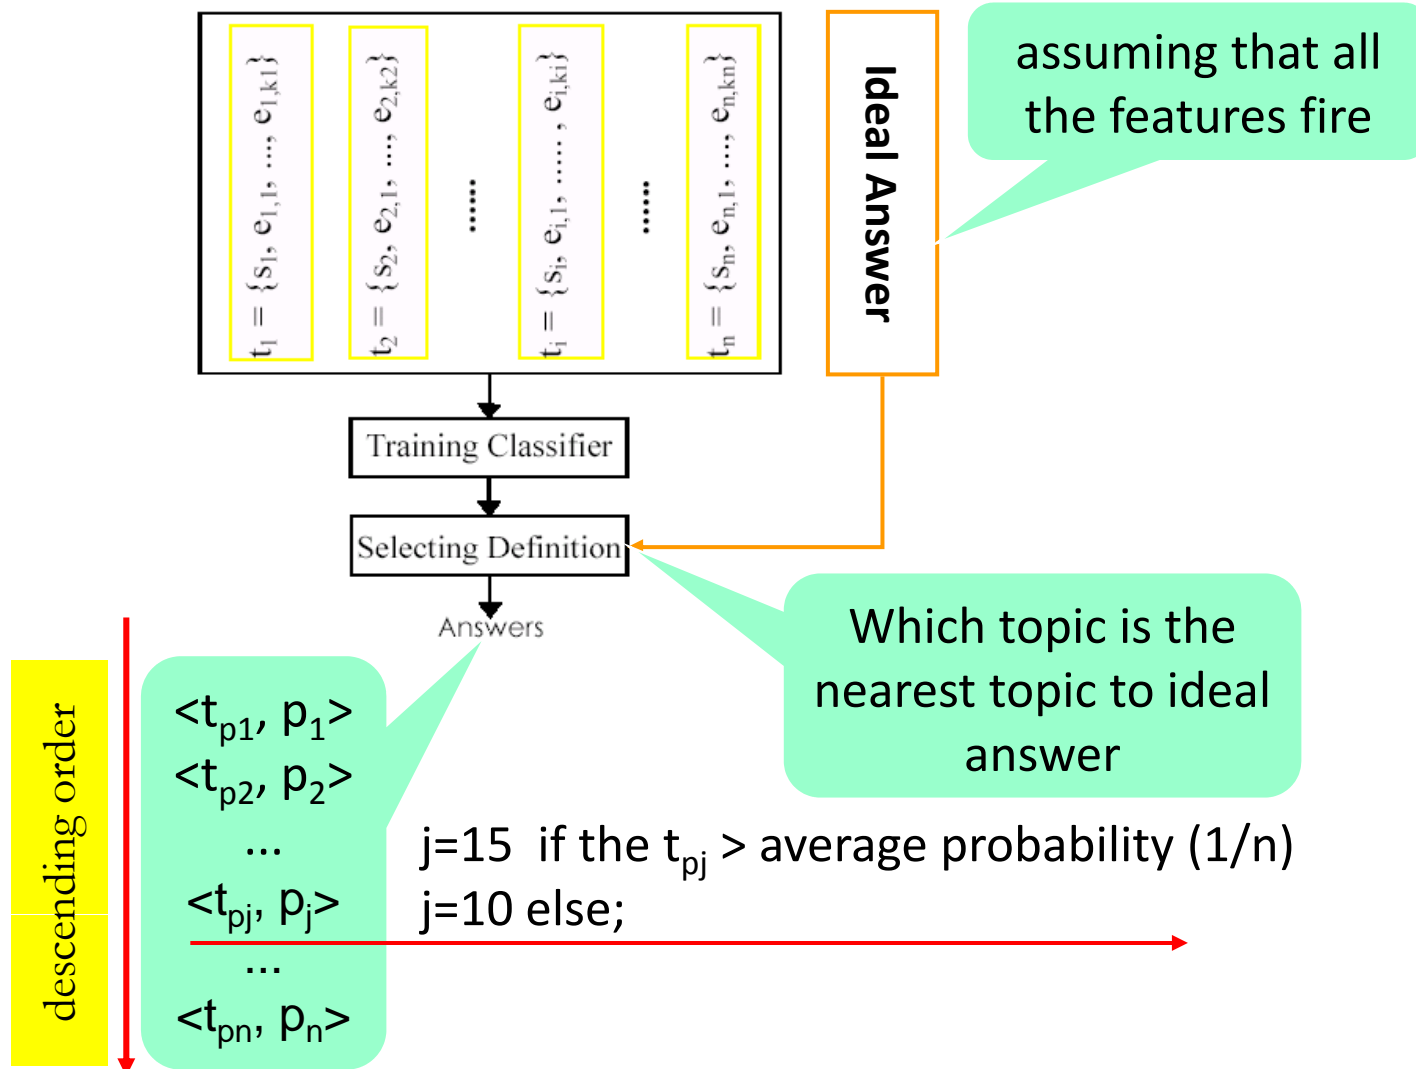 t₁ = {s₁, e₁,₁, ..., e₁,ₖ₁}
t₂ = {s₂, e₂,₁, ..., e₂,ₖ₂}
......
tᵢ = {sᵢ, eᵢ,₁, ..... , eᵢ,ₖᵢ}
......
tₙ = {sₙ, eₙ,₁, ..., eₙ,ₖₙ}
Ideal Answer
assuming that all
the features fire
Training Classifier
Selecting Definition
Answers
Which topic is the
nearest topic to ideal
answer
descending order
<tp1, p1>
<tp2, p2>
...
<tpj, pj>
...
<tpn, pn>
j=15 if the tpj > average probability (1/n)
j=10 else;